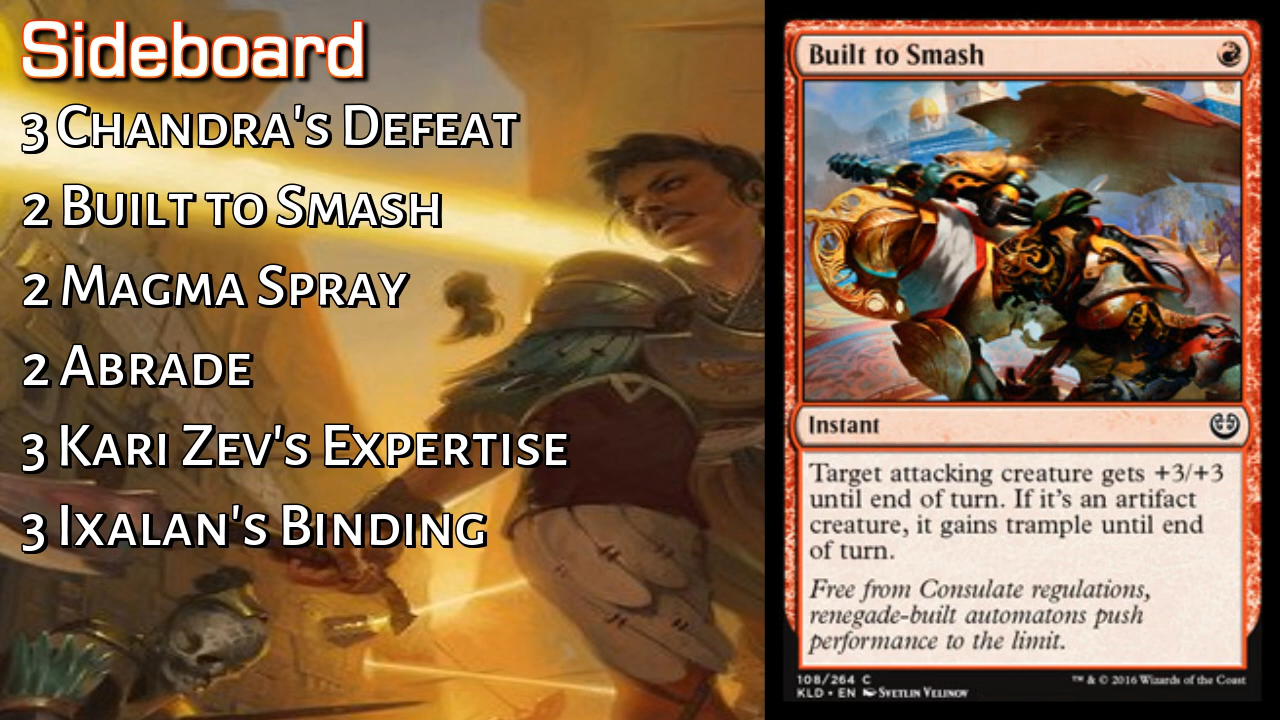 Sideboard
3 Chandra's Defeat
2 Built to Smash
2 Magma Spray
2 Abrade
3 Kari Zev's Expertise
3 Ixalan's Binding
Built to Smash
Instant
Target attacking creature gets +3/+3
until end of turn. If it's an artifact
creature, it gains trample until end
of turn.
Free from Consulate regulations,
renegade-built automatons push
performance to the limit.
108/264 C
KLD • EN Svetlin Velinov
™ & © 2016 Wizards of the Coast